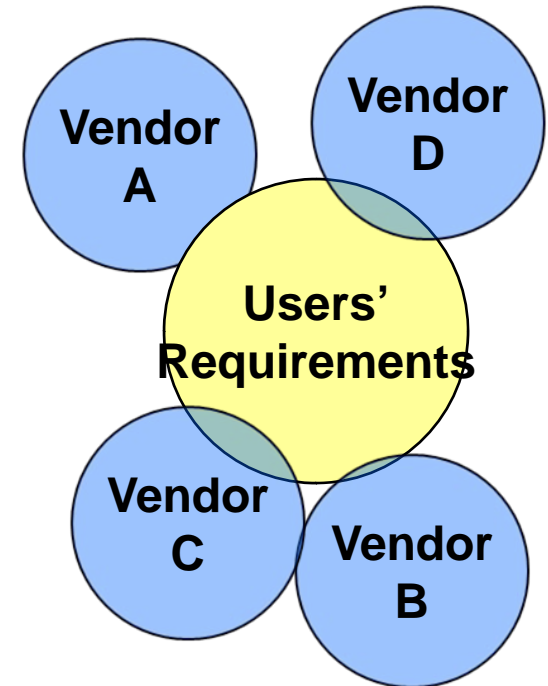 Vendor
A
Vendor
D
Users’
Requirements
Vendor
C
Vendor
B